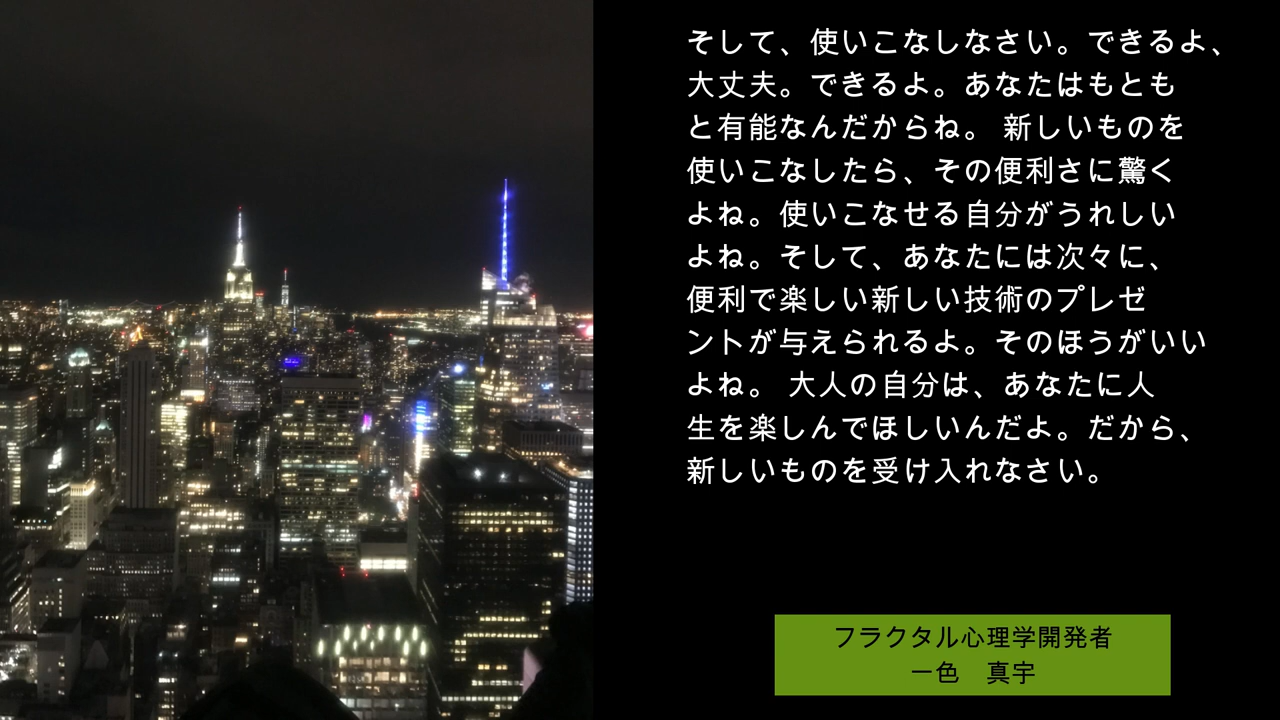 そして、使いこなしなさい。できるよ、
大丈夫。できるよ。あなたはもとも
と有能なんだからね。 新しいものを
使いこなしたら、その便利さに驚く
よね。使いこなせる自分がうれしい
よね。そして、あなたには次々に、
便利で楽しい新しい技術のプレゼ
ントが与えられるよ。そのほうがいい
よね。 大人の自分は、あなたに人
生を楽しんでほしいんだよ。だから、
新しいものを受け入れなさい。
フラクタル心理学開発者
一色　真宇